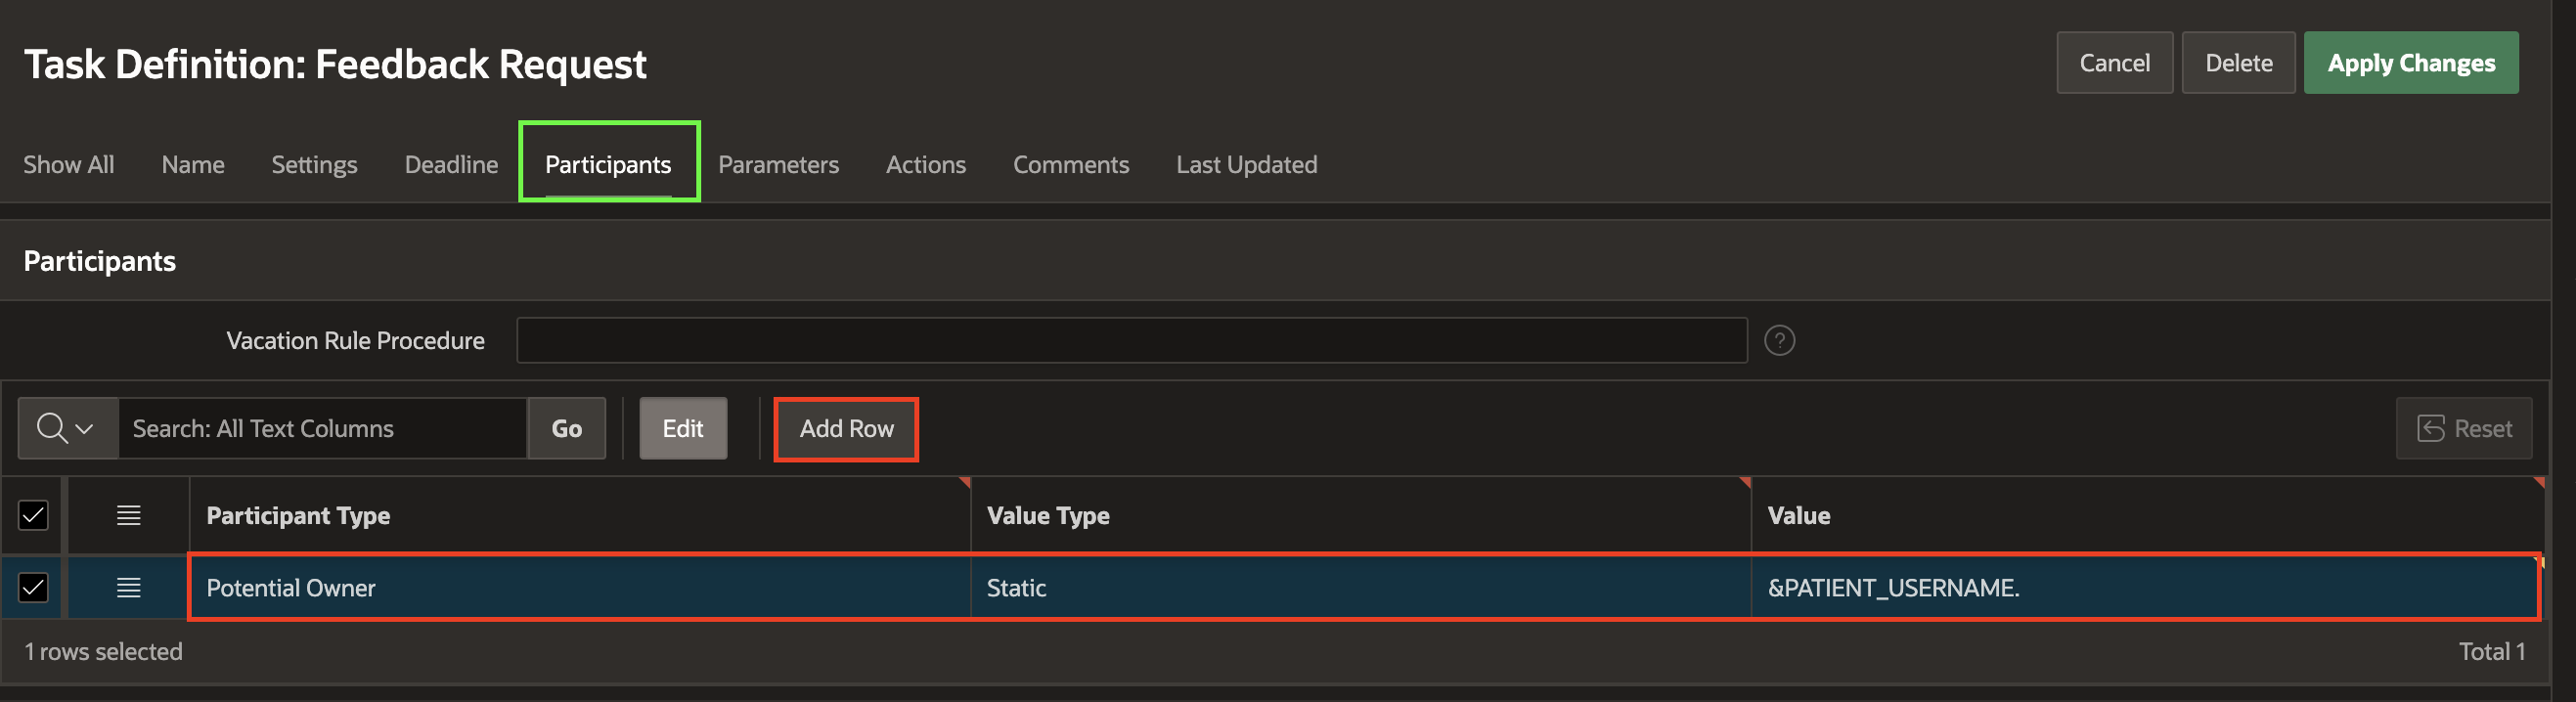 Task Definition: Feedback Request
Cancel
Delete
Apply Changes
Show All
Name
Settings
Deadline
Participants
Parameters
Actions
Comments
Last Updated
Participants
Vacation Rule Procedure
?
Search: All Text Columns
Go
Edit
Add Row
Reset
Participant Type
Value Type
Value
Potential Owner
Static
&PATIENT_USERNAME.
1 rows selected
Total 1